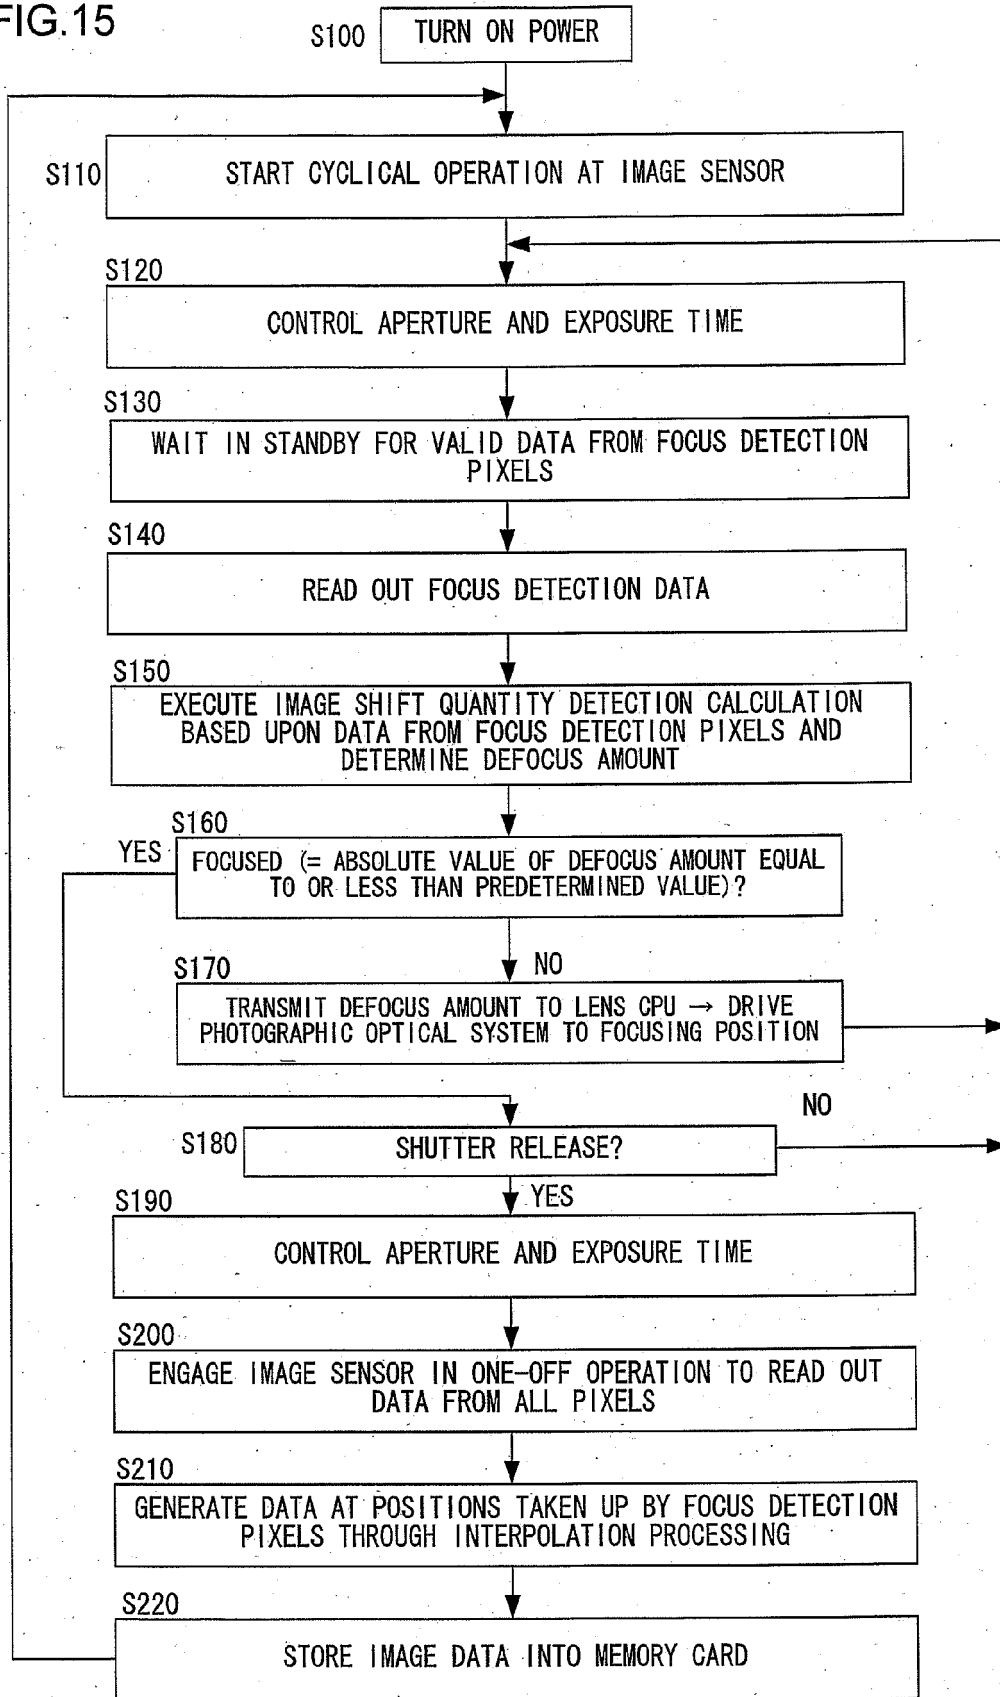 FIG.15
S100
TURN ON POWER
S110
START CYCLICAL OPERATION AT IMAGE SENSOR
S120
CONTROL APERTURE AND EXPOSURE TIME
S130
WAIT IN STANDBY FOR VALID DATA FROM FOCUS DETECTION
PIXELS
S140
READ OUT FOCUS DETECTION DATA
S150
EXECUTE IMAGE SHIFT QUANTITY DETECTION CALCULATION
BASED UPON DATA FROM FOCUS DETECTION PIXELS AND
DETERMINE DEFOCUS AMOUNT
S160
YES
FOCUSED (= ABSOLUTE VALUE OF DEFOCUS AMOUNT EQUAL
TO OR LESS THAN PREDETERMINED VALUE)?
NO
S170
TRANSMIT DEFOCUS AMOUNT TO LENS CPU → DRIVE
PHOTOGRAPHIC OPTICAL SYSTEM TO FOCUSING POSITION
NO
S180
SHUTTER RELEASE?
YES
S190
CONTROL APERTURE AND EXPOSURE TIME
S200
ENGAGE IMAGE SENSOR IN ONE-OFF OPERATION TO READ OUT
DATA FROM ALL PIXELS
S210
GENERATE DATA AT POSITIONS TAKEN UP BY FOCUS DETECTION
PIXELS THROUGH INTERPOLATION PROCESSING
S220
STORE IMAGE DATA INTO MEMORY CARD